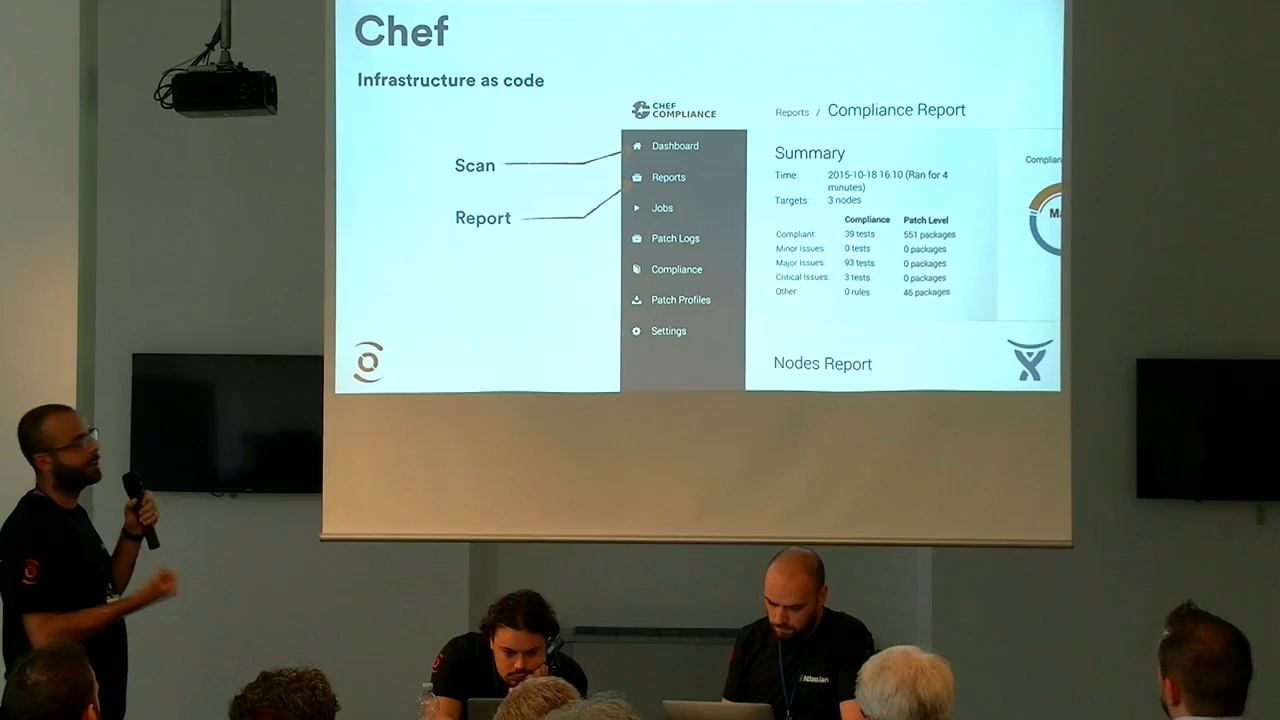 Chef
Infrastructure as code
CHEF
COMPLIANCE
Reports / Compliance Report
Scan
Report
Dashboard
Reports
Jobs
Patch Logs
Compliance
Patch Profiles
Settings
Summary
Time: 2015-10-18 16:10 (Ran for 4
minutes)
Targets: 3 nodes
Compliance Patch Level
Compliant: 39 tests 551 packages
Minor Issues: 0 tests 0 packages
Major Issues: 93 tests 0 packages
Critical Issues: 3 tests 0 packages
Other 0 rules 46 packages
Complian
Ma
Nodes Report
Atlassian